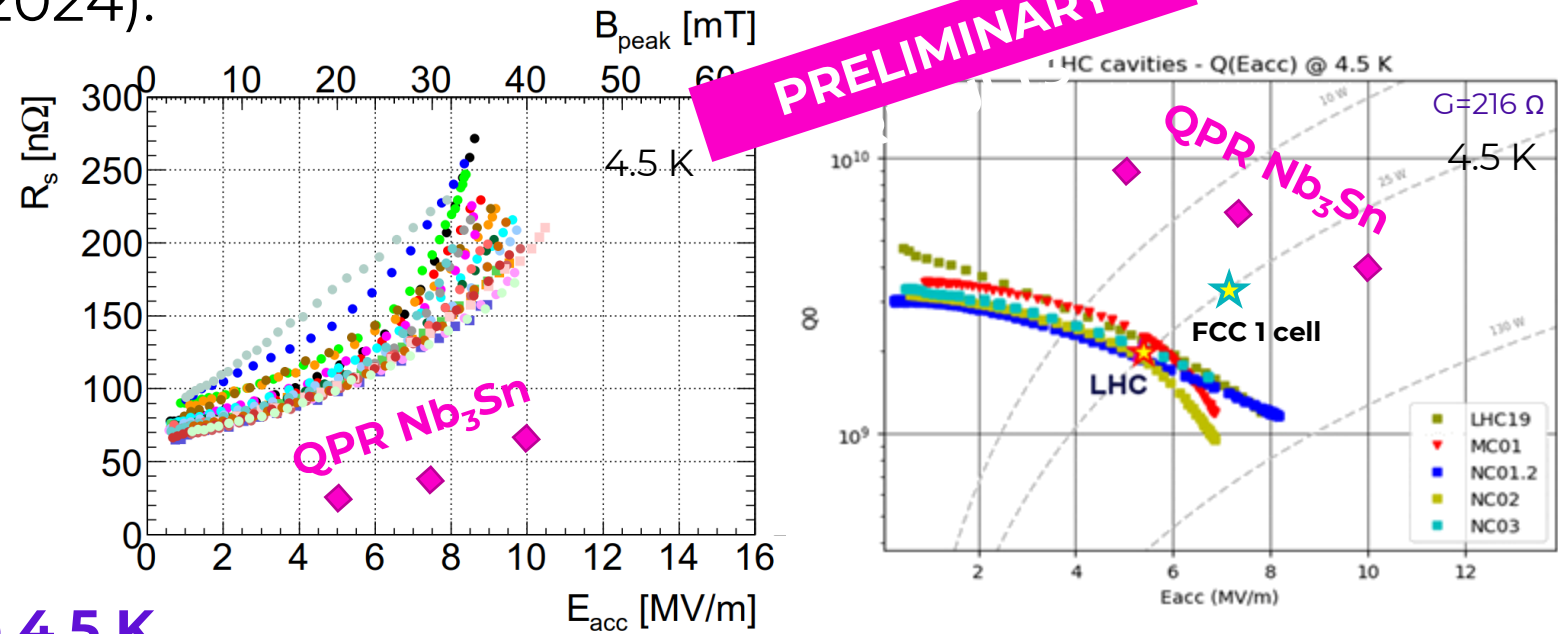 2024).
B_peak [mT]
0 10 20 30 40 50 60
R_s [nΩ]
300
250
200
150
100
50
0
4.5 K
QPR Nb₃Sn
0 2 4 6 8 10 12 14 16
E_acc [MV/m]
4.5 K
PRELIMINARY
HC cavities - Q(Eacc) @ 4.5 K
10 W
G=216 Ω
4.5 K
25 W
QPR Nb₃Sn
130 W
FCC 1 cell
LHC
Q0
10¹⁰
10⁹
LHC19
MC01
NC01.2
NC02
NC03
2 4 6 8 10 12
Eacc (MV/m)